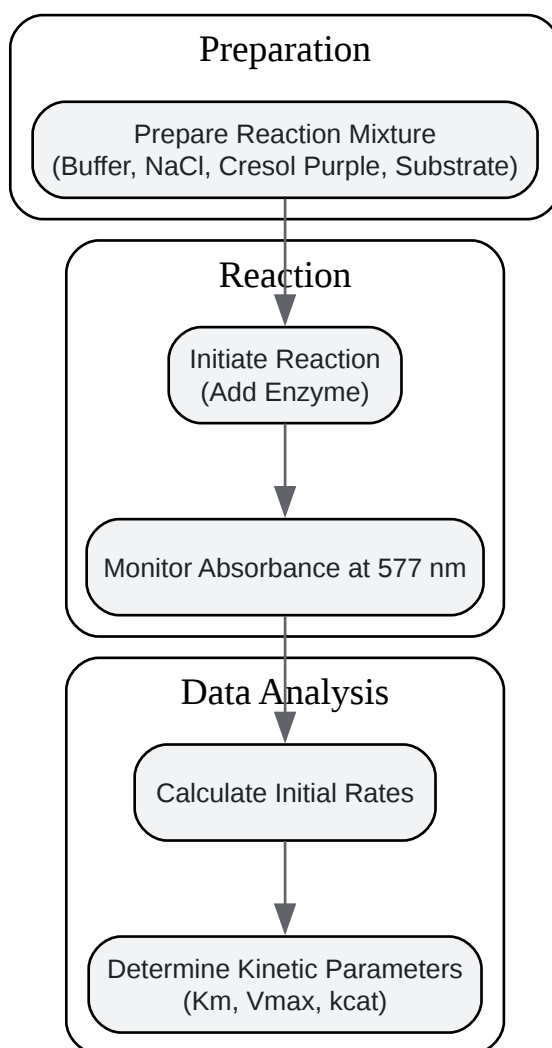 Preparation
Prepare Reaction Mixture
(Buffer, NaCl, Cresol Purple, Substrate)
Reaction
Initiate Reaction
(Add Enzyme)
Monitor Absorbance at 577 nm
Data Analysis
Calculate Initial Rates
Determine Kinetic Parameters
(Km, Vmax, kcat)